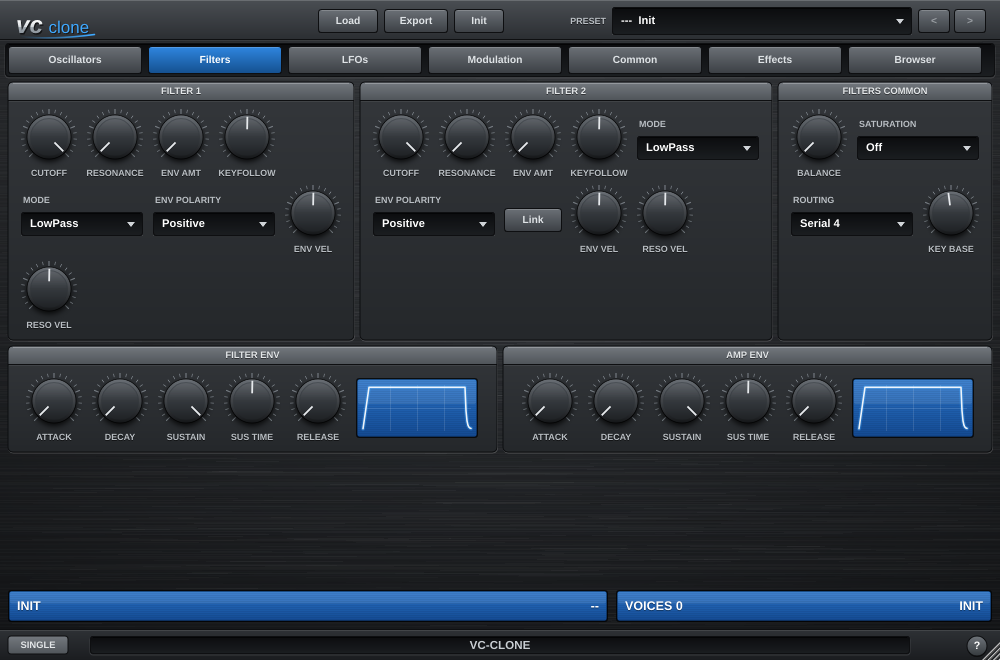 VC clone
Load Export Init PRESET --- Init < >
Oscillators Filters LFOs Modulation Common Effects Browser
FILTER 1 FILTER 2 FILTERS COMMON
MODE SATURATION
LowPass Off
CUTOFF RESONANCE ENV AMT KEYFOLLOW CUTOFF RESONANCE ENV AMT KEYFOLLOW BALANCE
MODE ENV POLARITY ENV POLARITY ROUTING
LowPass Positive Positive Link Serial 4
ENV VEL ENV VEL RESO VEL KEY BASE
RESO VEL
FILTER ENV AMP ENV
ATTACK DECAY SUSTAIN SUS TIME RELEASE ATTACK DECAY SUSTAIN SUS TIME RELEASE
INIT -- VOICES 0 INIT
SINGLE VC-CLONE ?